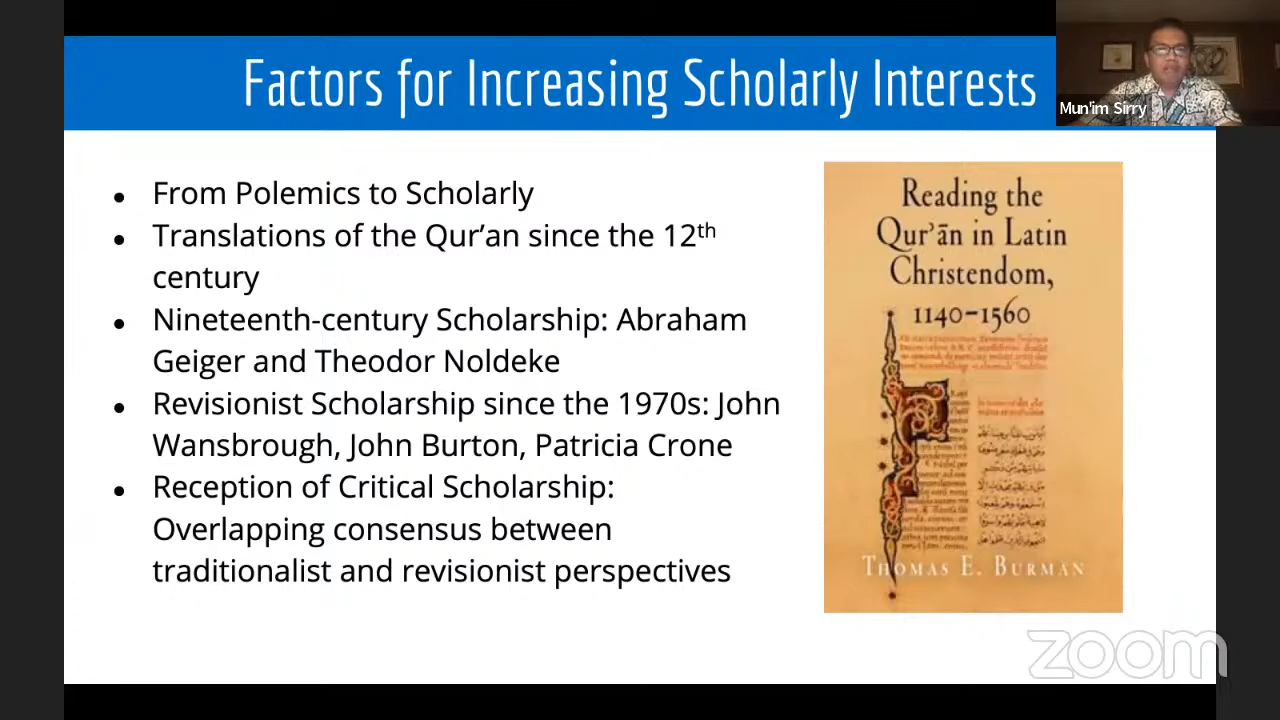 Factors for Increasing Scholarly Interests
Mun'im Sirry
● From Polemics to Scholarly
● Translations of the Qur’an since the 12th
century
● Nineteenth-century Scholarship: Abraham
Geiger and Theodor Noldeke
● Revisionist Scholarship since the 1970s: John
Wansbrough, John Burton, Patricia Crone
● Reception of Critical Scholarship:
Overlapping consensus between
traditionalist and revisionist perspectives
Reading the
Qurʾān in Latin
Christendom,
1140–1560
Thomas E. Burman
zoom